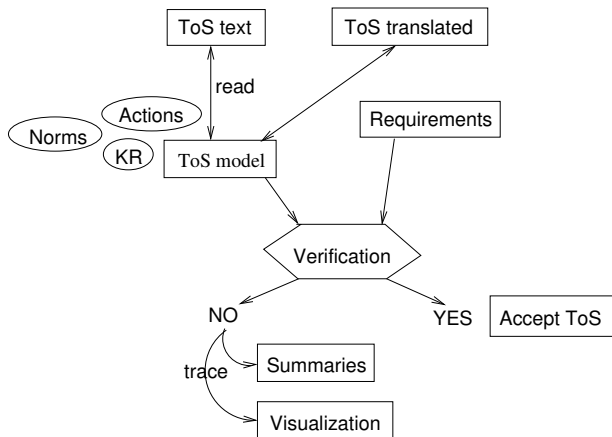 ToS text
ToS translated
read
Actions
Requirements
Norms
KR
ToS model
Verification
NO
YES
Accept ToS
Summaries
trace
Visualization